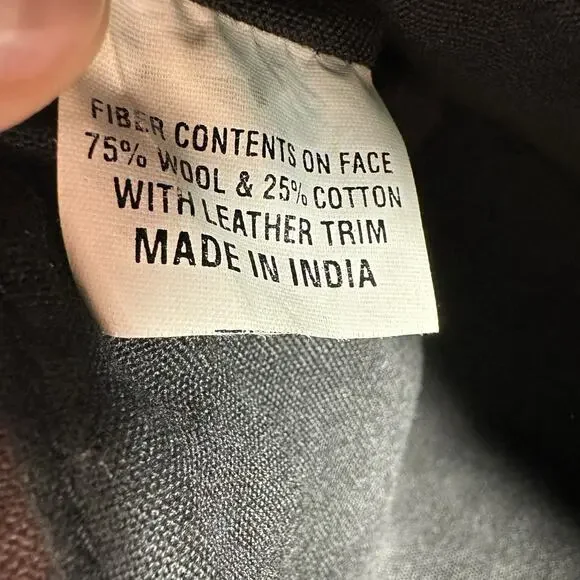 FIBER CONTENTS ON FACE
75% WOOL & 25% COTTON
WITH LEATHER TRIM
MADE IN INDIA